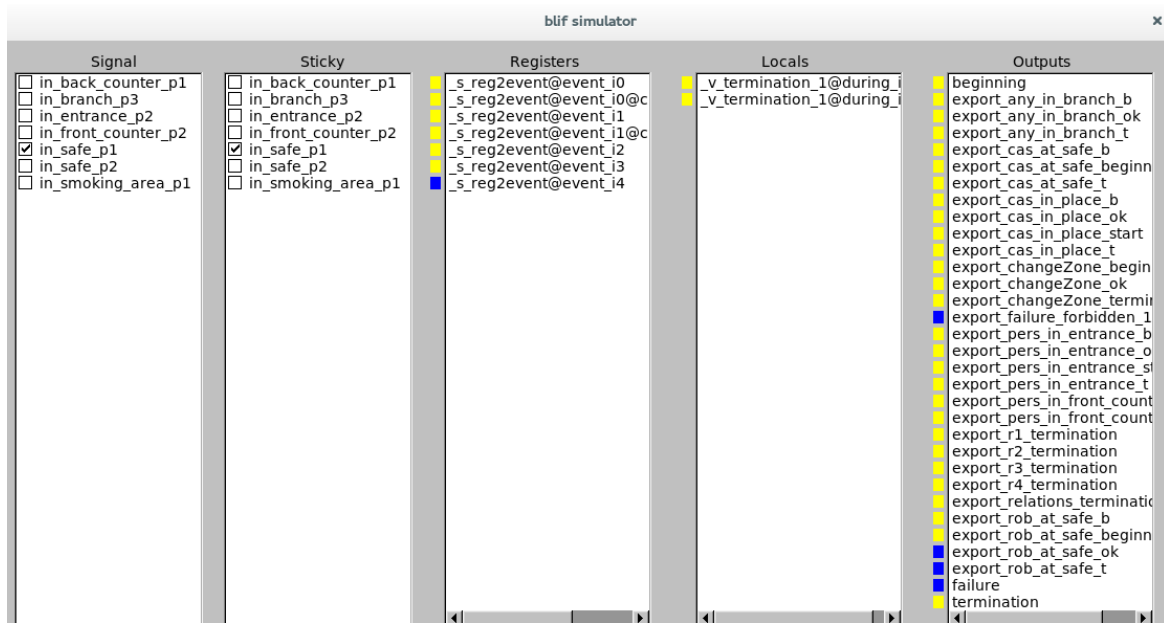 blif simulator
×
Signal
in_back_counter_p1
in_branch_p3
in_entrance_p2
in_front_counter_p2
in_safe_p1
in_safe_p2
in_smoking_area_p1
Sticky
in_back_counter_p1
in_branch_p3
in_entrance_p2
in_front_counter_p2
in_safe_p1
in_safe_p2
in_smoking_area_p1
Registers
_s_reg2event@event_i0
_s_reg2event@event_i0@c
_s_reg2event@event_i1
_s_reg2event@event_i1@c
_s_reg2event@event_i2
_s_reg2event@event_i3
_s_reg2event@event_i4
Locals
_v_termination_1@during_i
_v_termination_1@during_i
Outputs
beginning
export_any_in_branch_b
export_any_in_branch_ok
export_any_in_branch_t
export_cas_at_safe_b
export_cas_at_safe_beginn
export_cas_at_safe_t
export_cas_in_place_b
export_cas_in_place_ok
export_cas_in_place_start
export_cas_in_place_t
export_changeZone_begin
export_changeZone_ok
export_changeZone_termin
export_failure_forbidden_1
export_pers_in_entrance_b
export_pers_in_entrance_o
export_pers_in_entrance_st
export_pers_in_entrance_t
export_pers_in_front_count
export_pers_in_front_count
export_r1_termination
export_r2_termination
export_r3_termination
export_r4_termination
export_relations_terminatio
export_rob_at_safe_b
export_rob_at_safe_beginn
export_rob_at_safe_ok
export_rob_at_safe_t
failure
termination